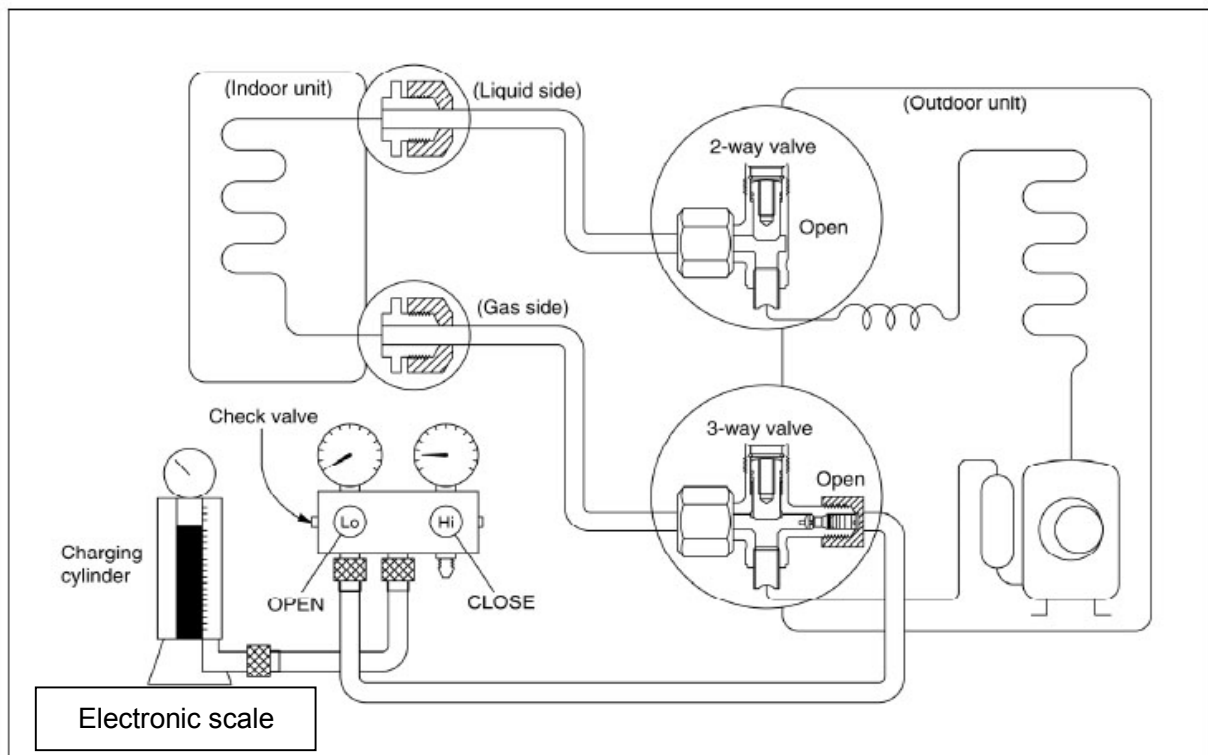 (Indoor unit)
(Liquid side)
(Outdoor unit)
2-way valve
Open
(Gas side)
3-way valve
Open
Check valve
Lo
Hi
Charging
cylinder
OPEN
CLOSE
Electronic scale